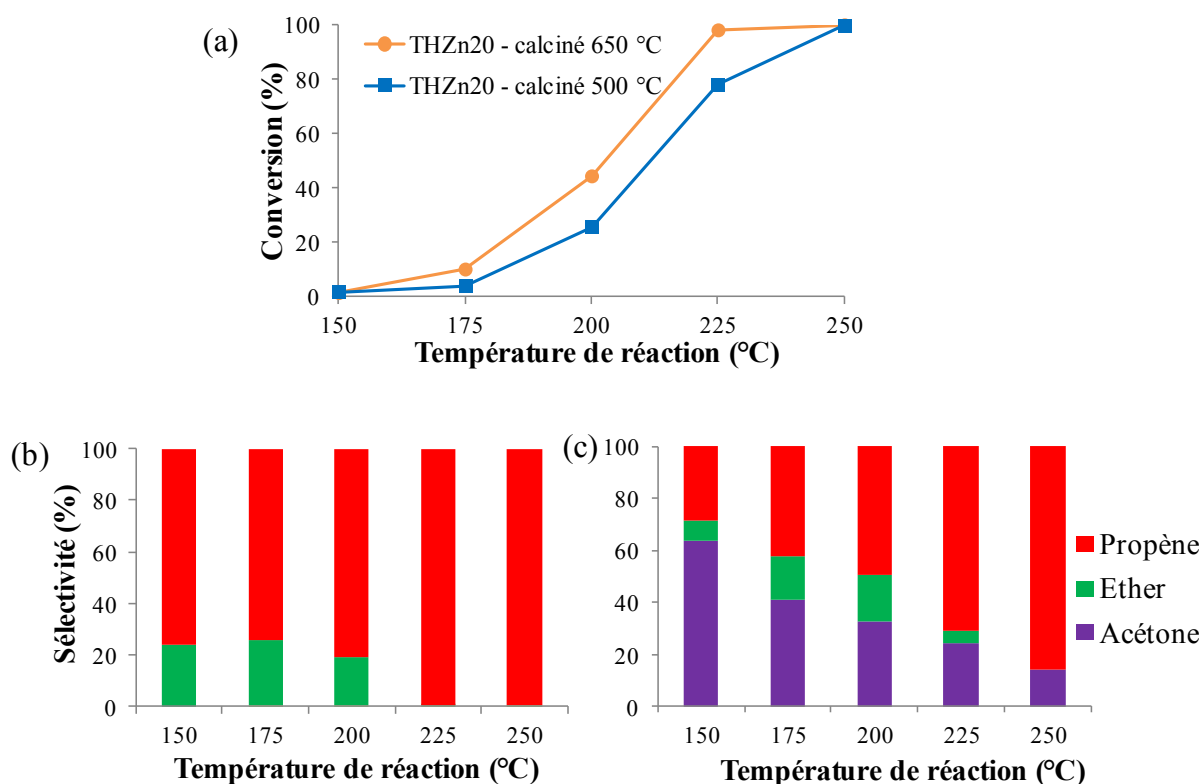 (a)
Conversion (%)
100
80
60
40
20
0
THZn20 - calciné 650 °C
THZn20 - calciné 500 °C
150 175 200 225 250
Température de réaction (°C)
(b)
Sélectivité (%)
100
80
60
40
20
0
150 175 200 225 250
Température de réaction (°C)
(c)
100
80
60
40
20
0
150 175 200 225 250
Température de réaction (°C)
Propène
Ether
Acétone